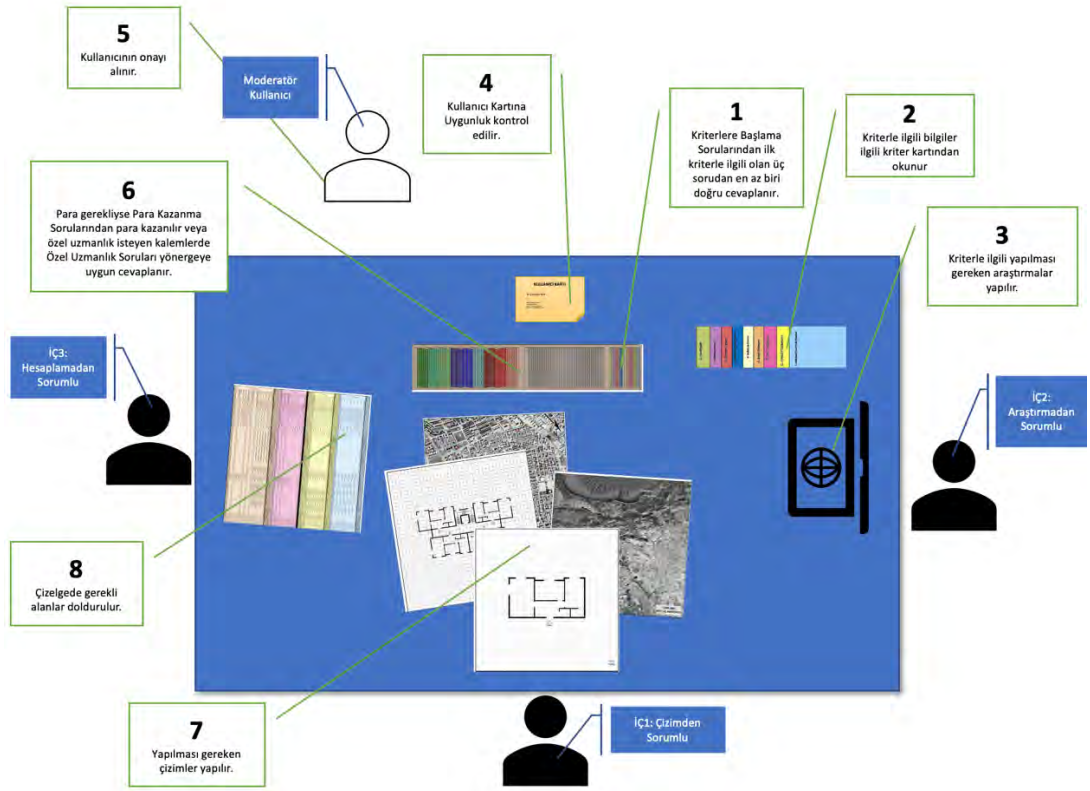 5
Kullanıcının onayı
alınır.
Moderatör
Kullanici
4
Kullanıcı Kartına
Uygunluk kontrol
edilir.
1
Kriterlere Başlama
Sorularından ilk
kriterle ilgili olan üç
sorudan en az biri
doğru cevaplanır.
2
Kriterle ilgili bilgiler
ilgili kriter kartından
okunur
6
Para gerekliyse Para Kazanma
Sorularından para kazanılır veya
özel uzmanlık isteyen kalemlerde
Özel Uzmanlık Soruları yönergeye
uygun cevaplanır.
3
Kriterle ilgili yapılması
gereken araştırmalar
yapılır.
KULLANICI KARTI
İÇ3:
Hesaplamadan
Sorumlu
İÇ2:
Araştırmadan
Sorumlu
8
Çizelgede gerekli
alanlar doldurulur.
7
Yapılması gereken
çizimler yapılır.
İÇ1: Çizimden
Sorumlu